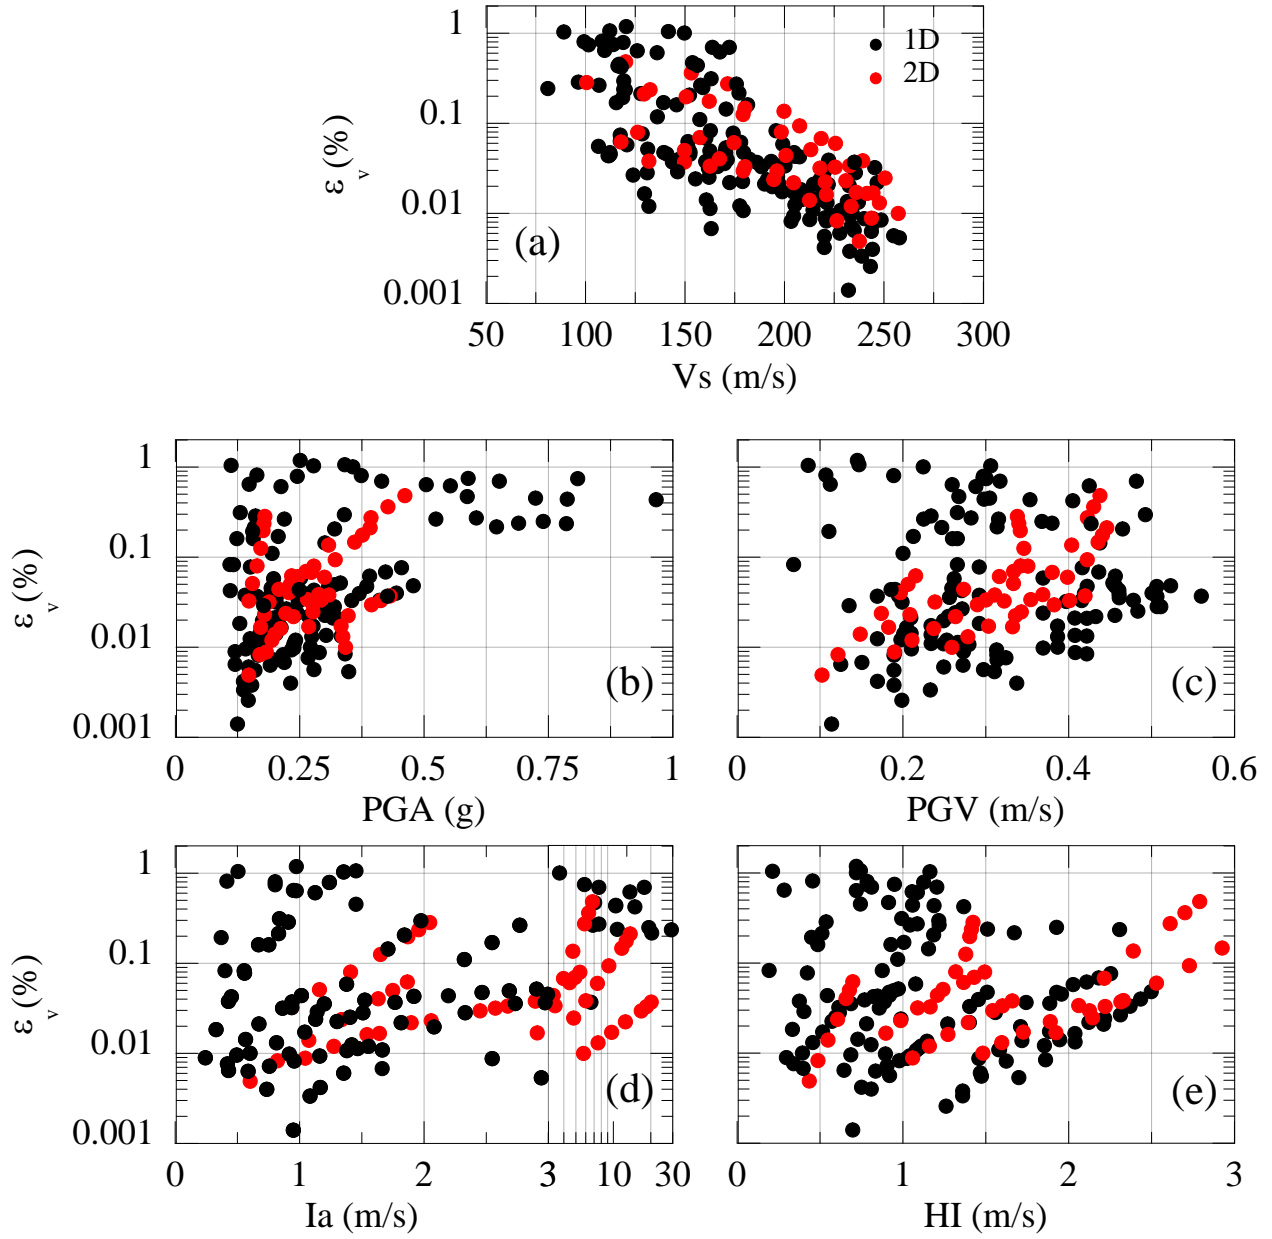 1
0.1
0.01
0.001
ε v (%)
1D
2D
(a)
50 100 150 200 250 300
Vs (m/s)
1
0.1
0.01
0.001
ε v (%)
(b)
0 0.25 0.5 0.75 1
PGA (g)
(c)
0 0.2 0.4 0.6
PGV (m/s)
1
0.1
0.01
0.001
ε v (%)
(d)
0 1 2 3 10 30
Ia (m/s)
(e)
0 1 2 3
HI (m/s)